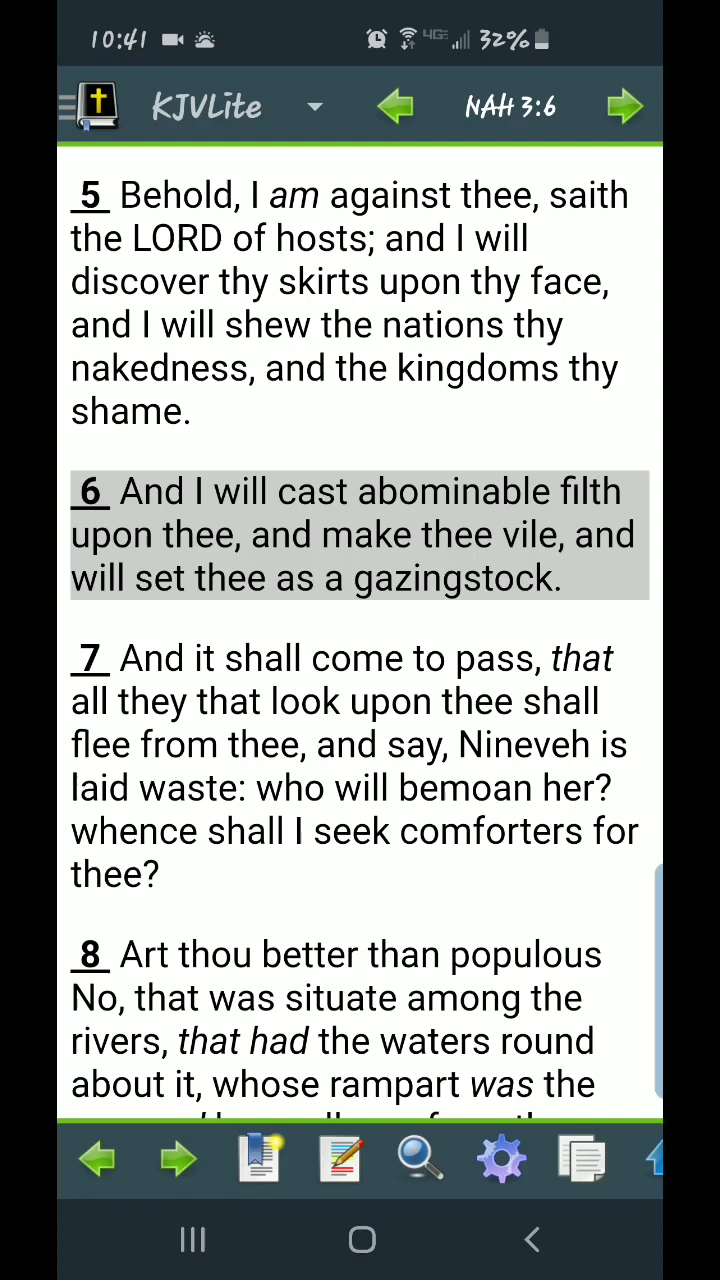 10:41 4GE 32%
KJVLite NAH 3:6
5 Behold, I am against thee, saith
the LORD of hosts; and I will
discover thy skirts upon thy face,
and I will shew the nations thy
nakedness, and the kingdoms thy
shame.
6 And I will cast abominable filth
upon thee, and make thee vile, and
will set thee as a gazingstock.
7 And it shall come to pass, that
all they that look upon thee shall
flee from thee, and say, Nineveh is
laid waste: who will bemoan her?
whence shall I seek comforters for
thee?
8 Art thou better than populous
No, that was situate among the
rivers, that had the waters round
about it, whose rampart was the